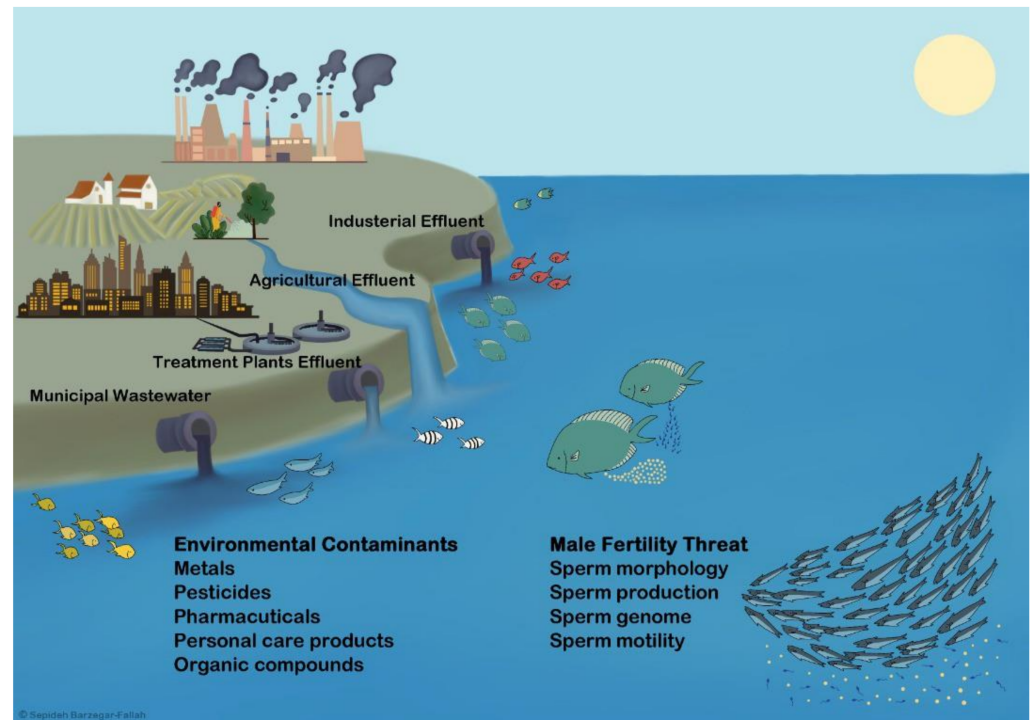 Industerial Effluent
Agricultural Effluent
Treatment Plants Effluent
Municipal Wastewater
Environmental Contaminants
Metals
Pesticides
Pharmacuticals
Personal care products
Organic compounds
Male Fertility Threat
Sperm morphology
Sperm production
Sperm genome
Sperm motility
© Sepideh Barzegar-Fallah